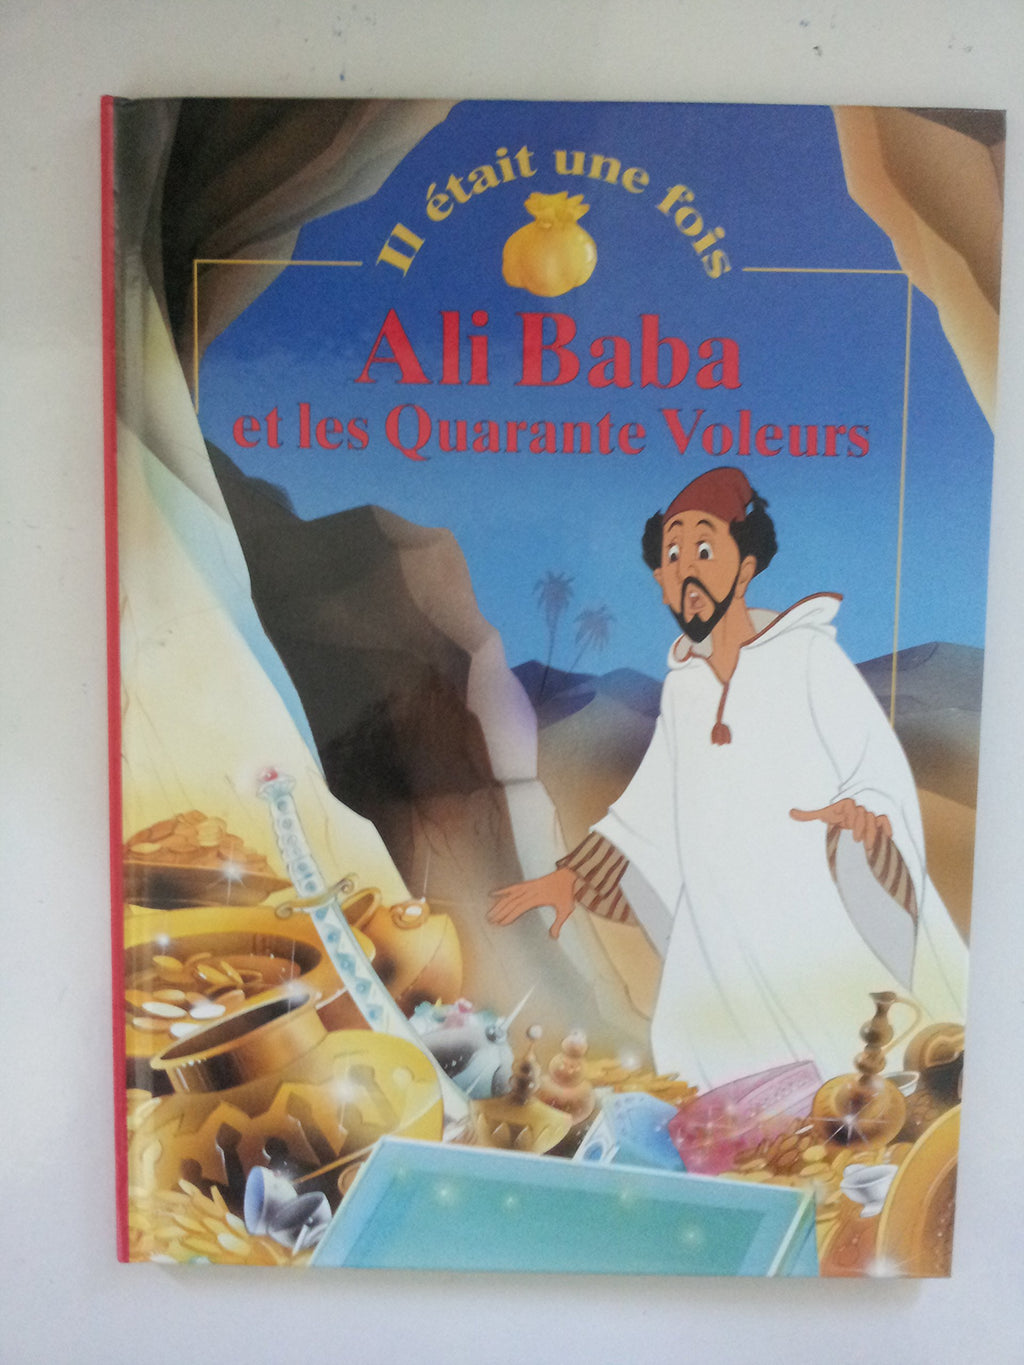 Il était une fois
Ali Baba
et les Quarante Voleurs